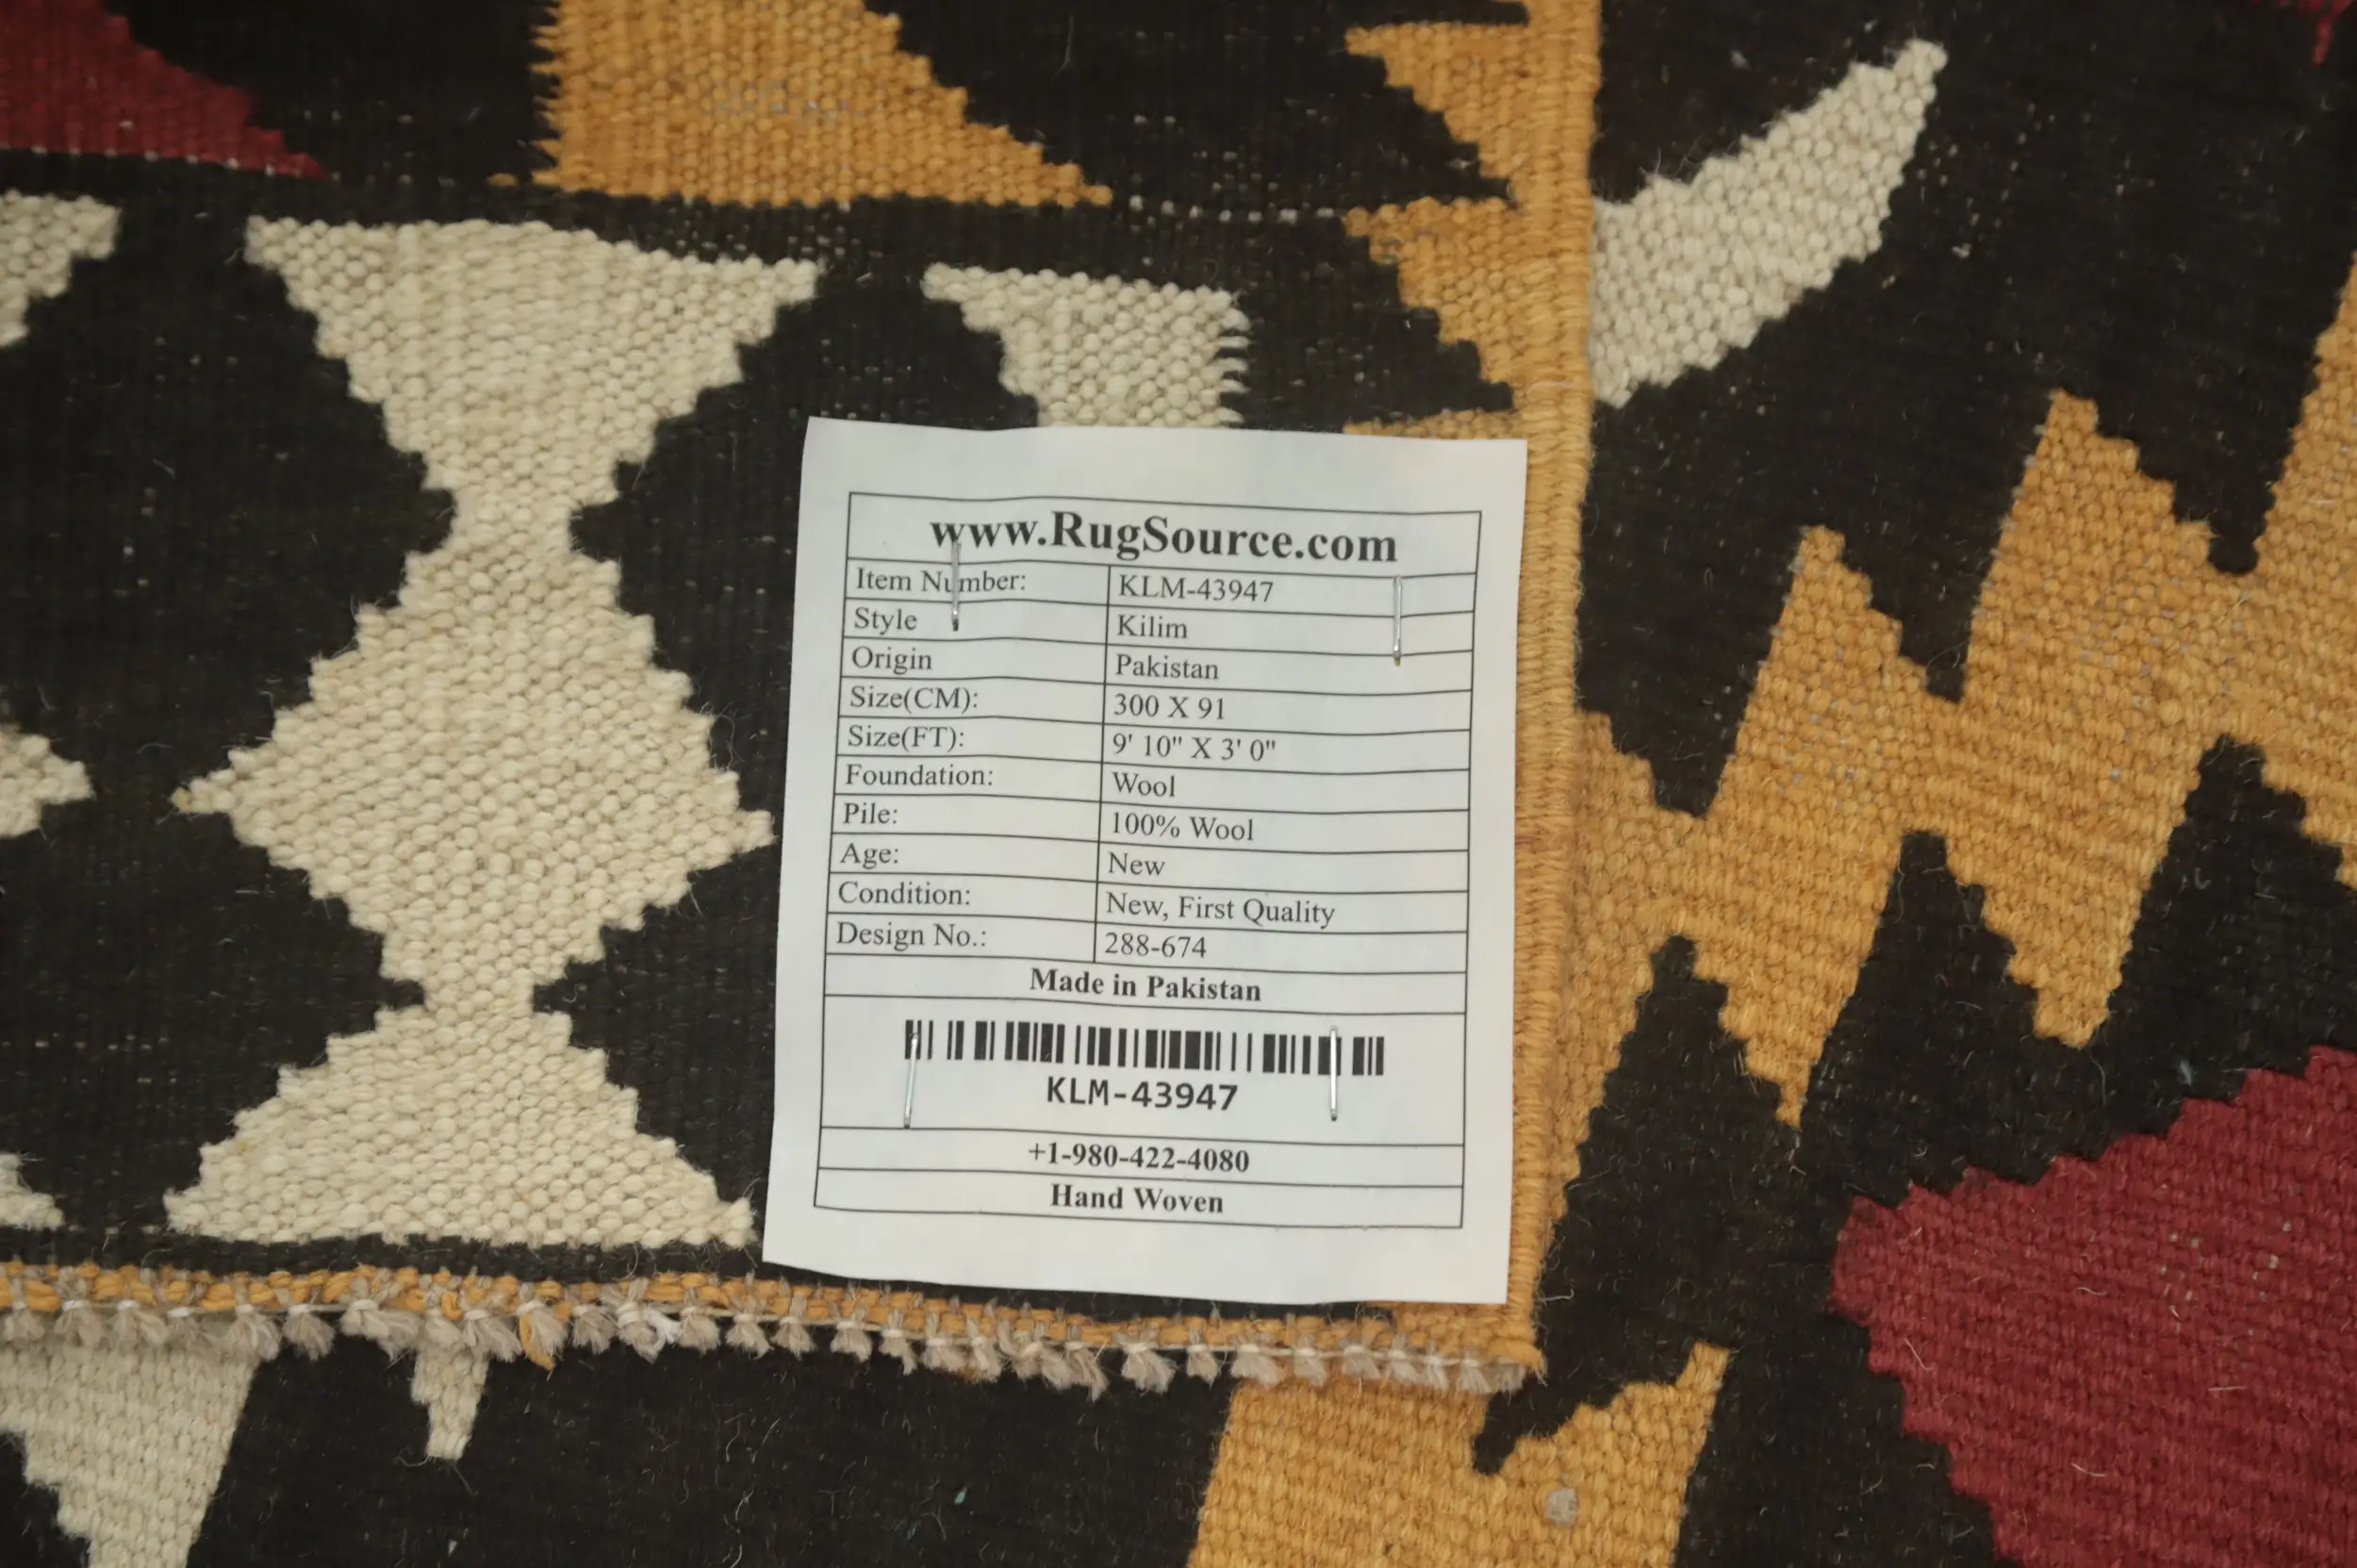 www.RugSource.com
Item Number: KLM-43947
Style Kilim
Origin Pakistan
Size(CM): 300 X 91
Size(FT): 9' 10" X 3' 0"
Foundation: Wool
Pile: 100% Wool
Age: New
Condition: New, First Quality
Design No.: 288-674
Made in Pakistan
KLM-43947
+1-980-422-4080
Hand Woven